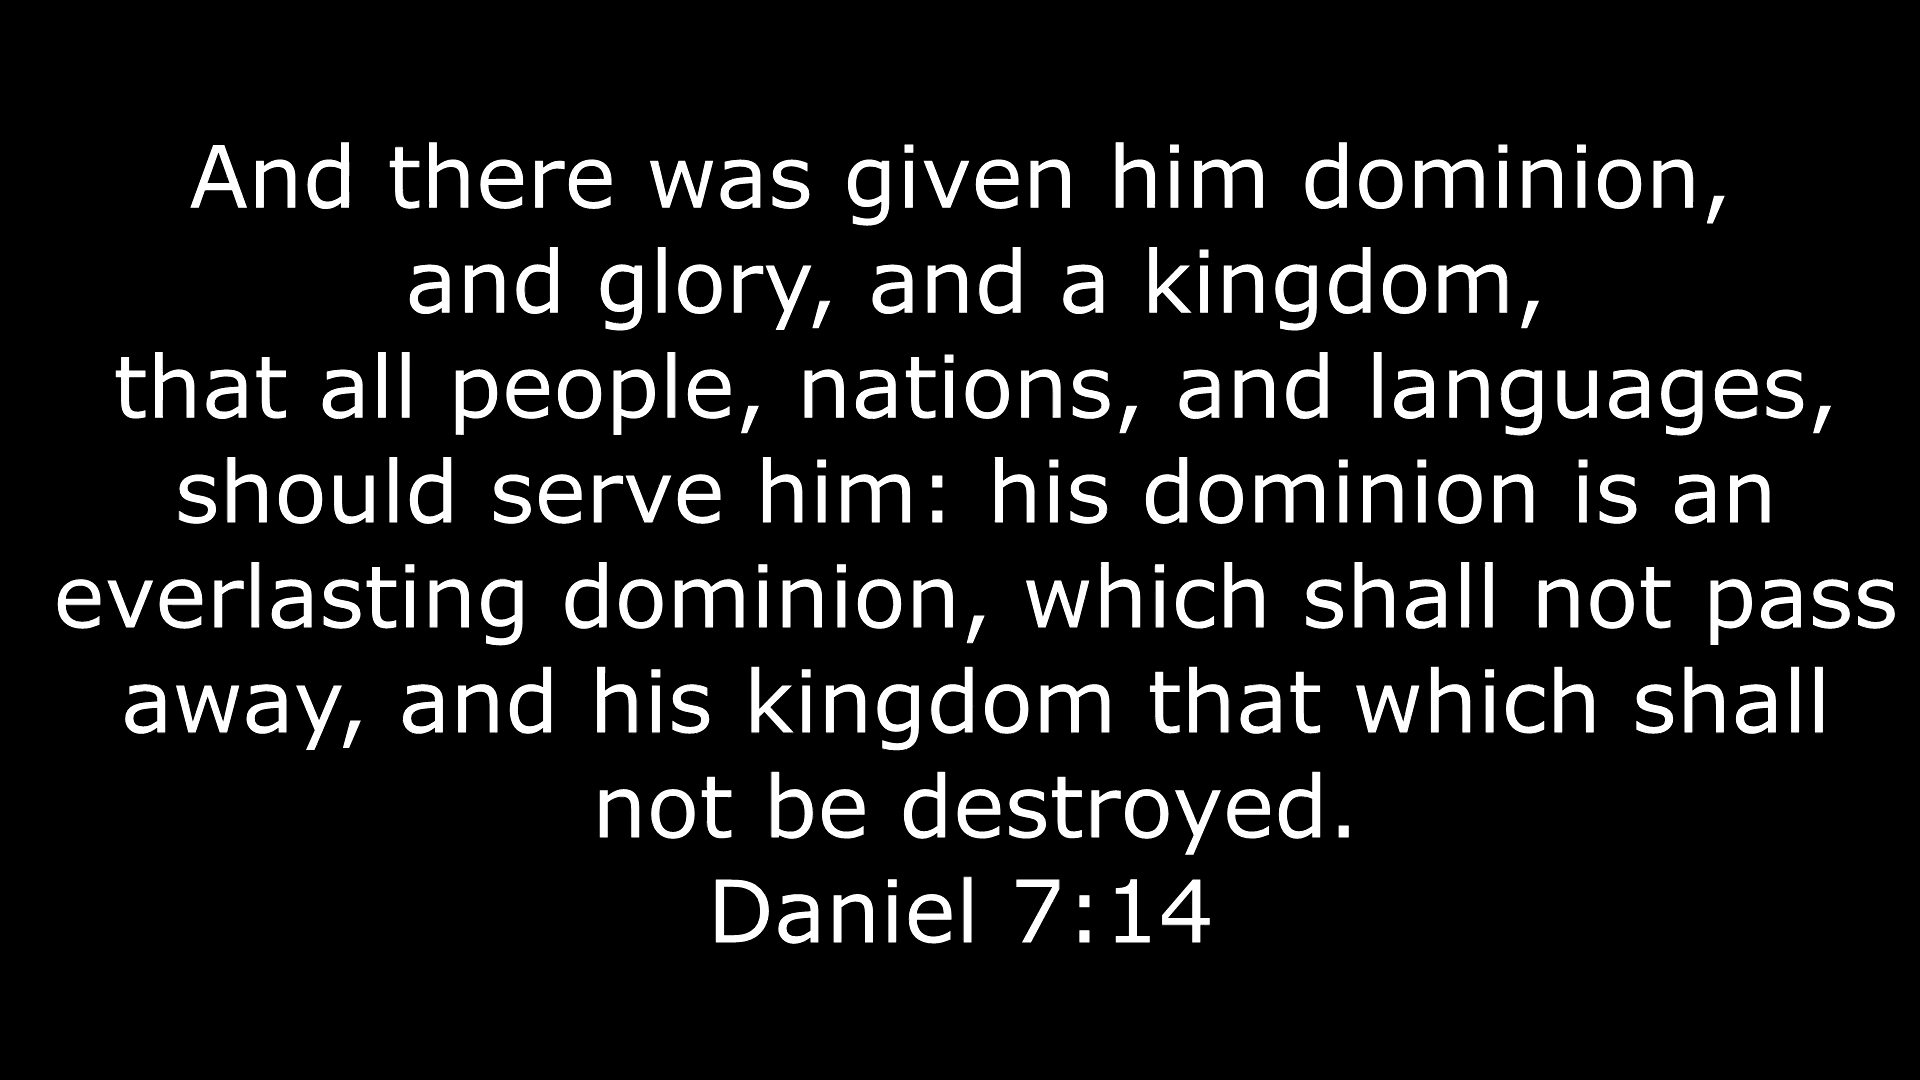 And there was given him dominion,
and glory, and a kingdom,
that all people, nations, and languages,
should serve him: his dominion is an
everlasting dominion, which shall not pass
away, and his kingdom that which shall
not be destroyed.
Daniel 7:14